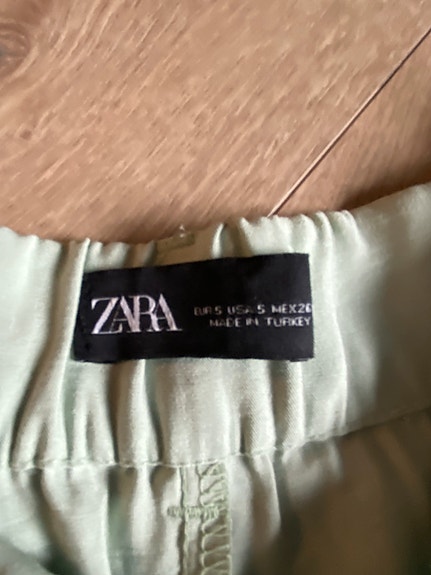 ZARA
EUR S USA S MEX 26
MADE IN TURKEY